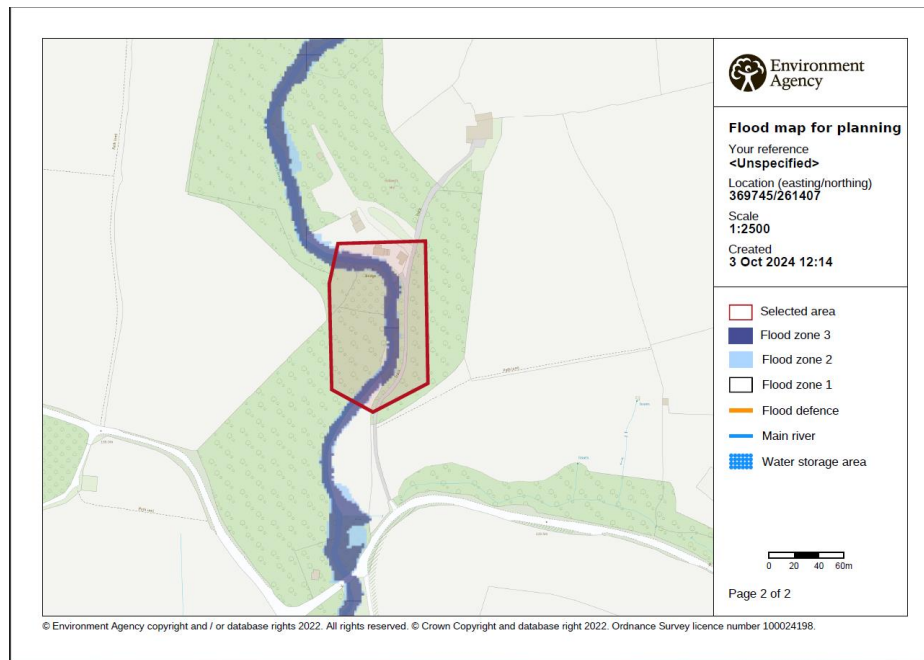 Environment
Agency
Flood map for planning
Your reference
<Unspecified>
Location (easting/northing)
369745/261407
Scale
1:2500
Created
3 Oct 2024 12:14
Selected area
Flood zone 3
Flood zone 2
Flood zone 1
Flood defence
Main river
Water storage area
0 20 40 60m
Page 2 of 2
© Environment Agency copyright and / or database rights 2022. All rights reserved. © Crown Copyright and database right 2022. Ordnance Survey licence number 100024198.